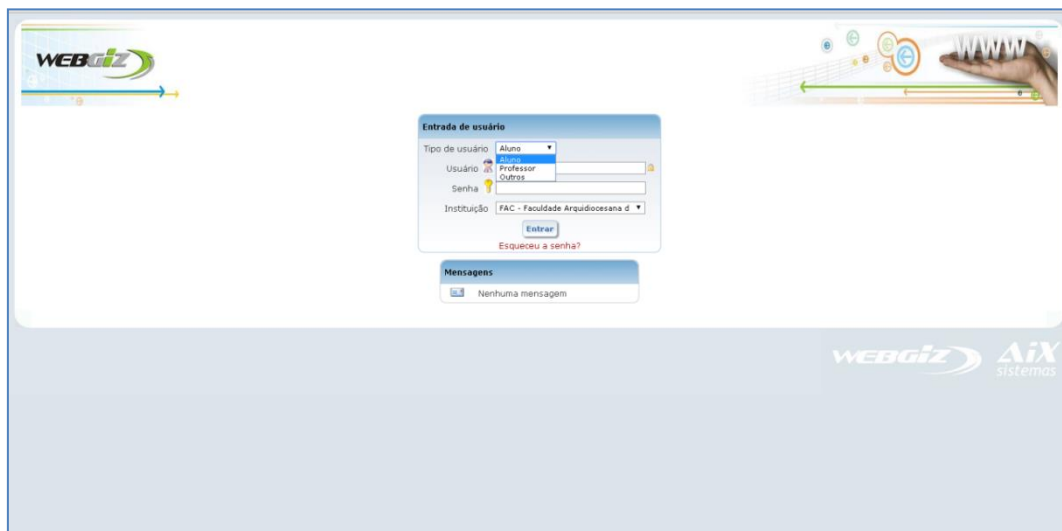 WEBGIZ
WWW
Entrada de usuário
Tipo de usuário Aluno
Aluno
Usuário Professor
Outros
Senha
Instituição FAC - Faculdade Arquidiocesana d
Entrar
Esqueceu a senha?
Mensagens
Nenhuma mensagem
WEBGIZ AiX
sistemas